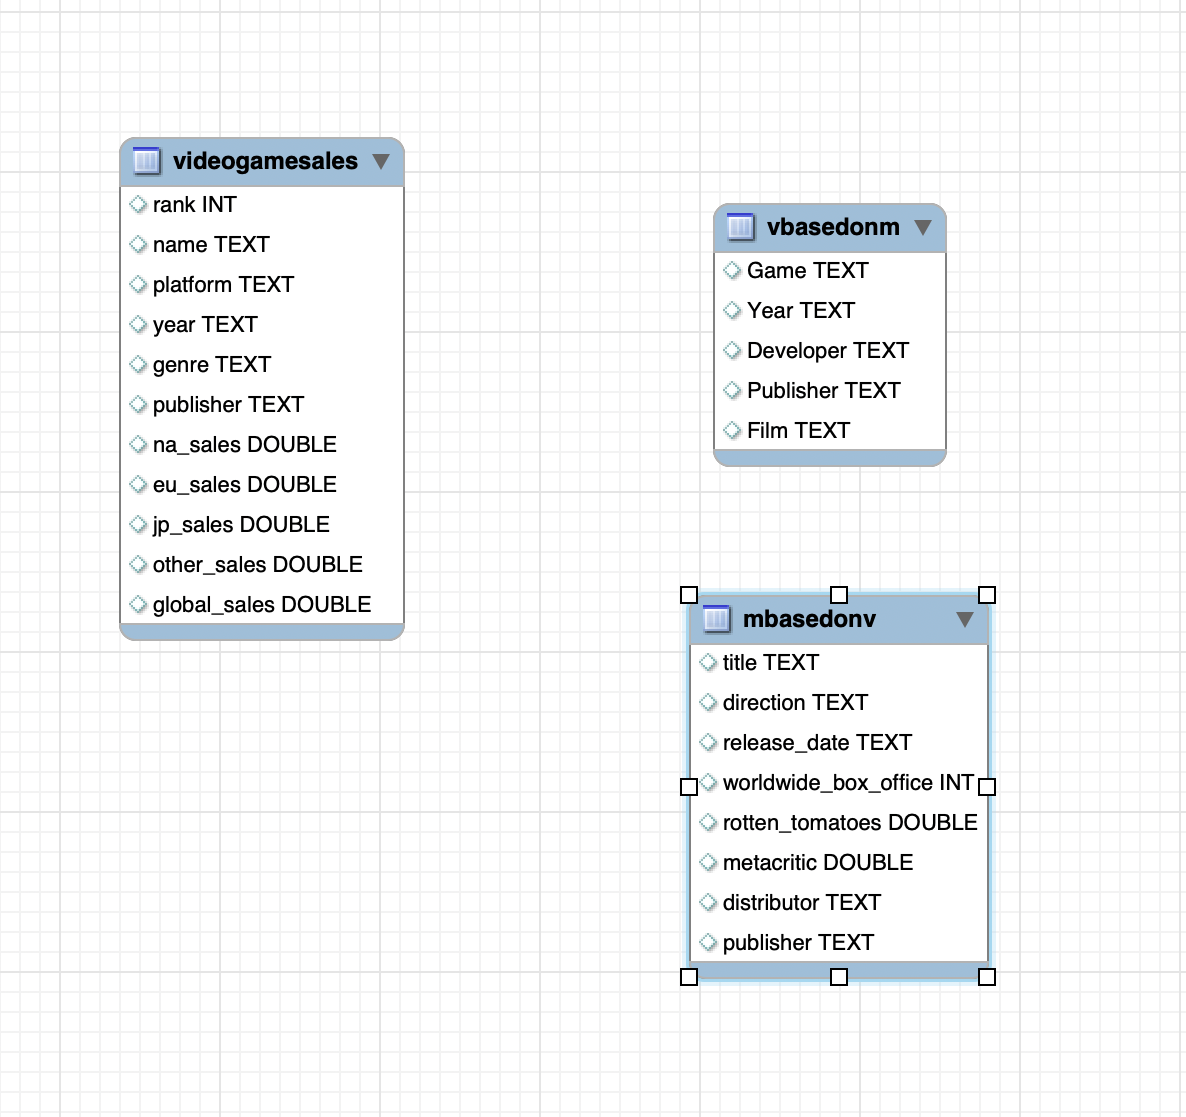 videogamesales
rank INT
name TEXT
platform TEXT
year TEXT
genre TEXT
publisher TEXT
na_sales DOUBLE
eu_sales DOUBLE
jp_sales DOUBLE
other_sales DOUBLE
global_sales DOUBLE
vbasedonm
Game TEXT
Year TEXT
Developer TEXT
Publisher TEXT
Film TEXT
mbasedonv
title TEXT
direction TEXT
release_date TEXT
worldwide_box_office INT
rotten_tomatoes DOUBLE
metacritic DOUBLE
distributor TEXT
publisher TEXT